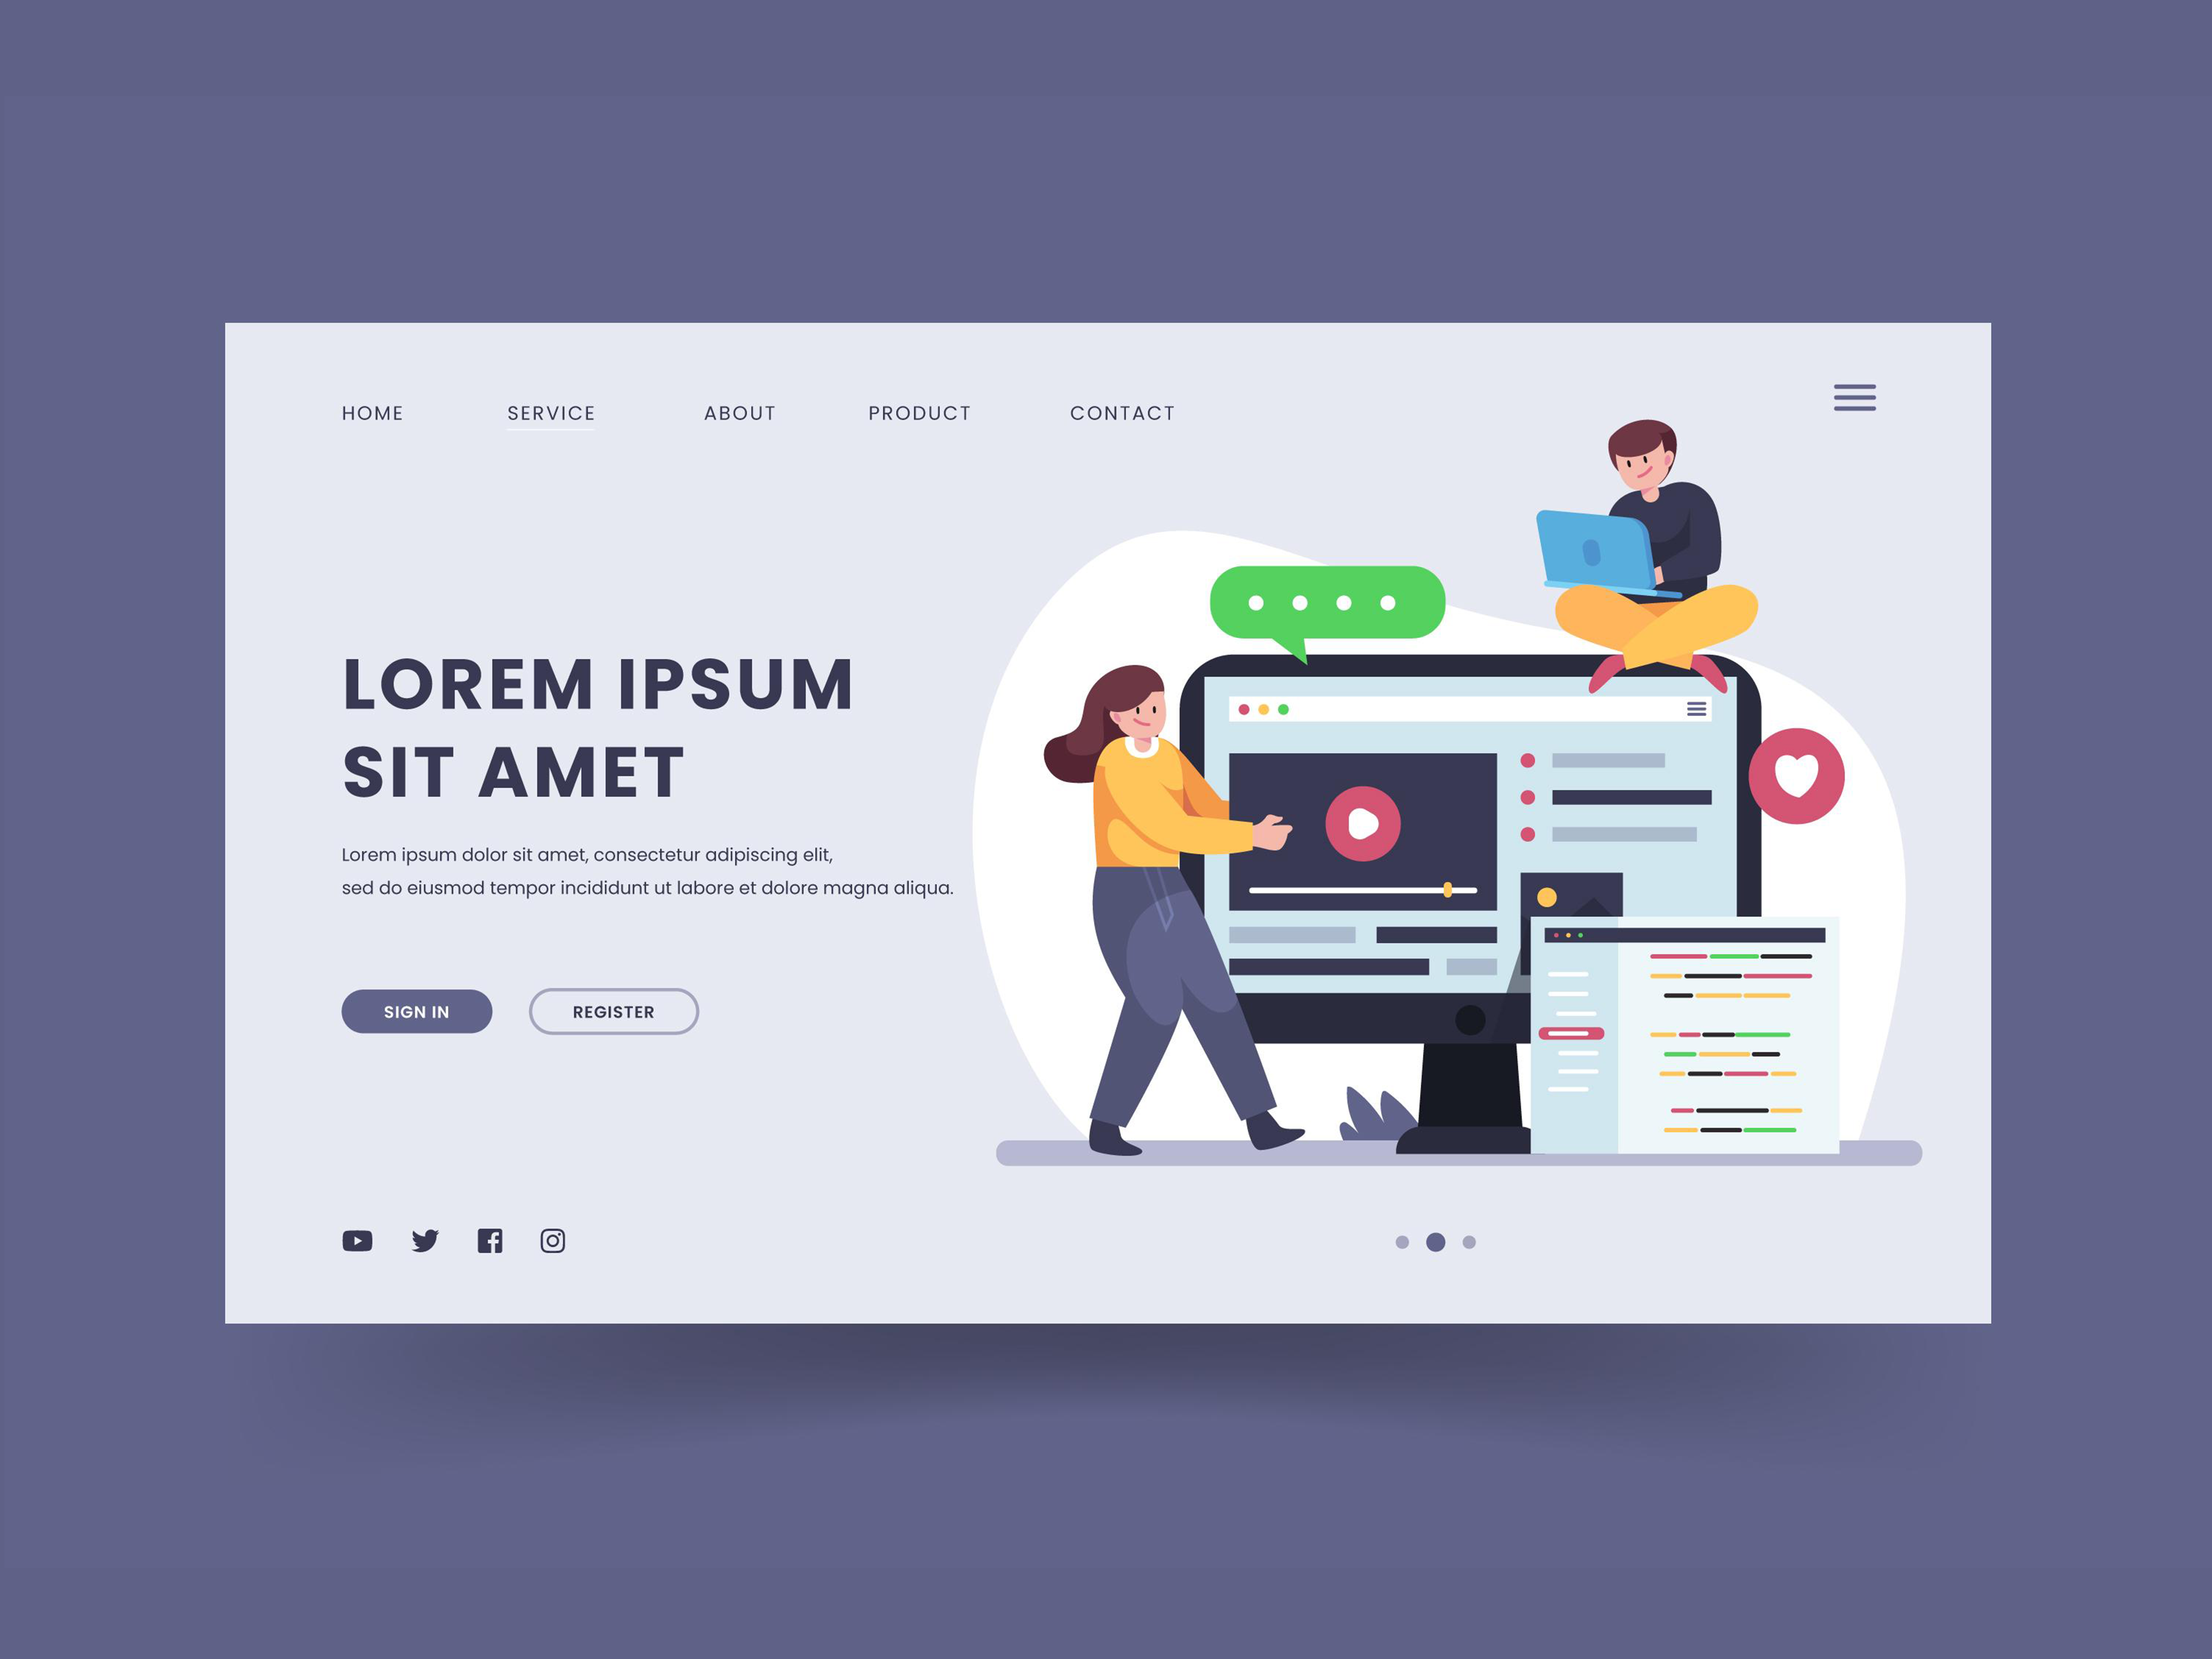 HOME SERVICE ABOUT PRODUCT CONTACT
LOREM IPSUM
SIT AMET
Lorem ipsum dolor sit amet, consectetur adipiscing elit,
sed do eiusmod tempor incididunt ut labore et dolore magna aliqua.
SIGN IN REGISTER